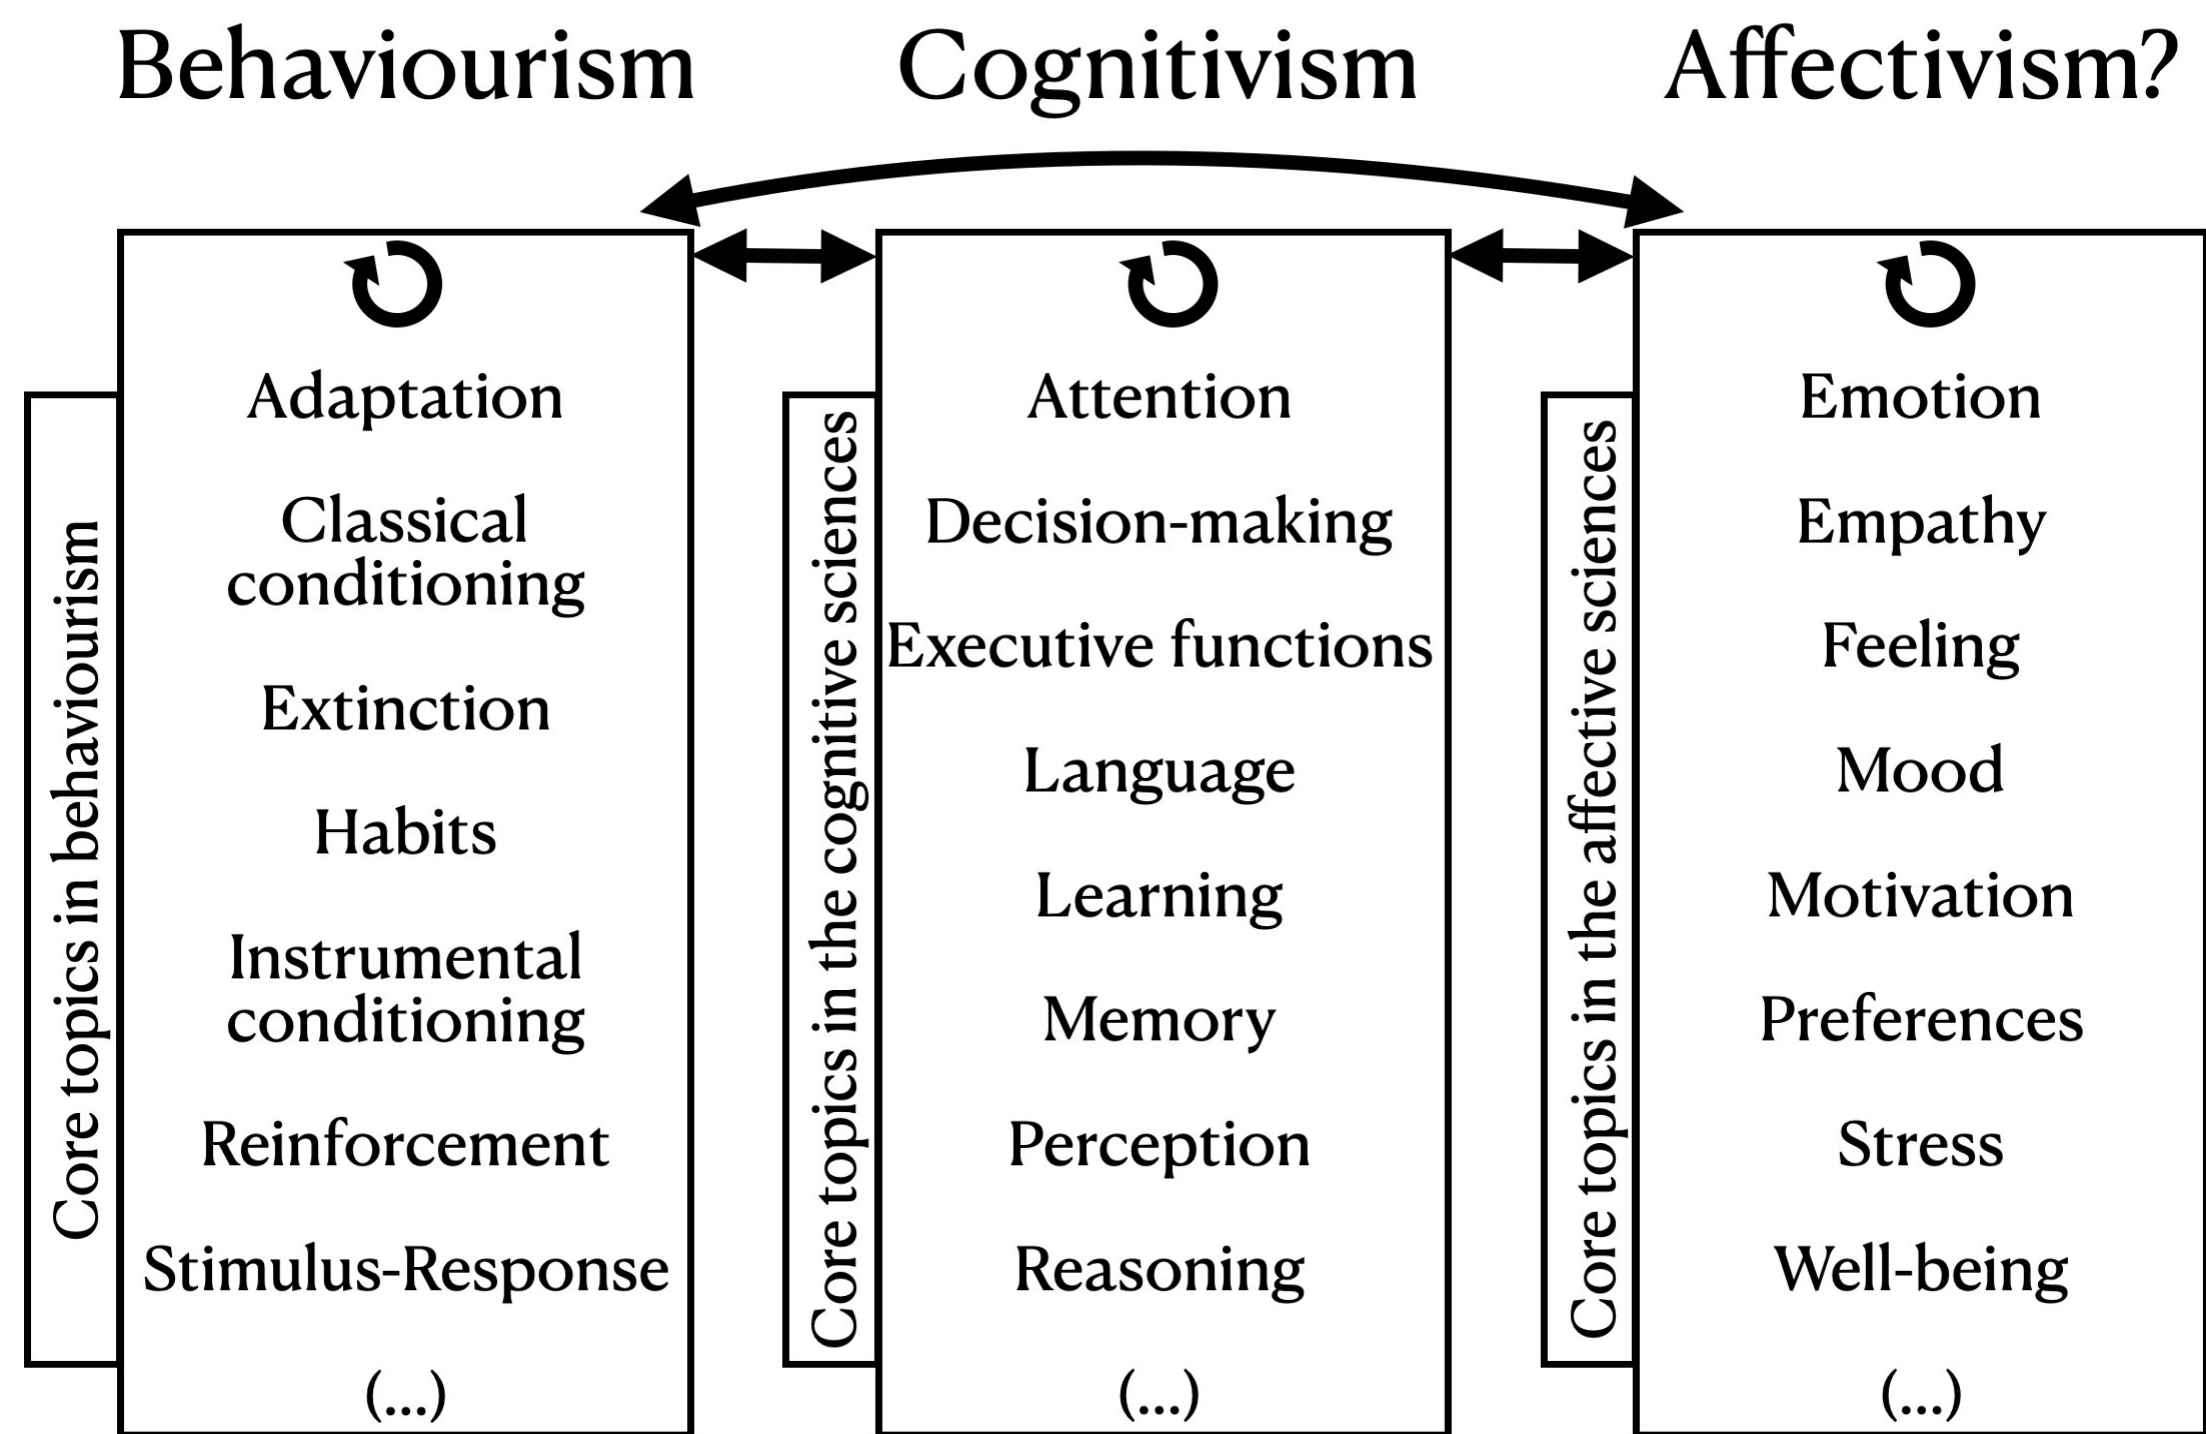 Behaviourism
Cognitivism
Affectivism?
Core topics in behaviourism
Adaptation
Classical
conditioning
Extinction
Habits
Instrumental
conditioning
Reinforcement
Stimulus-Response
(...)
Core topics in the cognitive sciences
Attention
Decision-making
Executive functions
Language
Learning
Memory
Perception
Reasoning
(...)
Core topics in the affective sciences
Emotion
Empathy
Feeling
Mood
Motivation
Preferences
Stress
Well-being
(...)